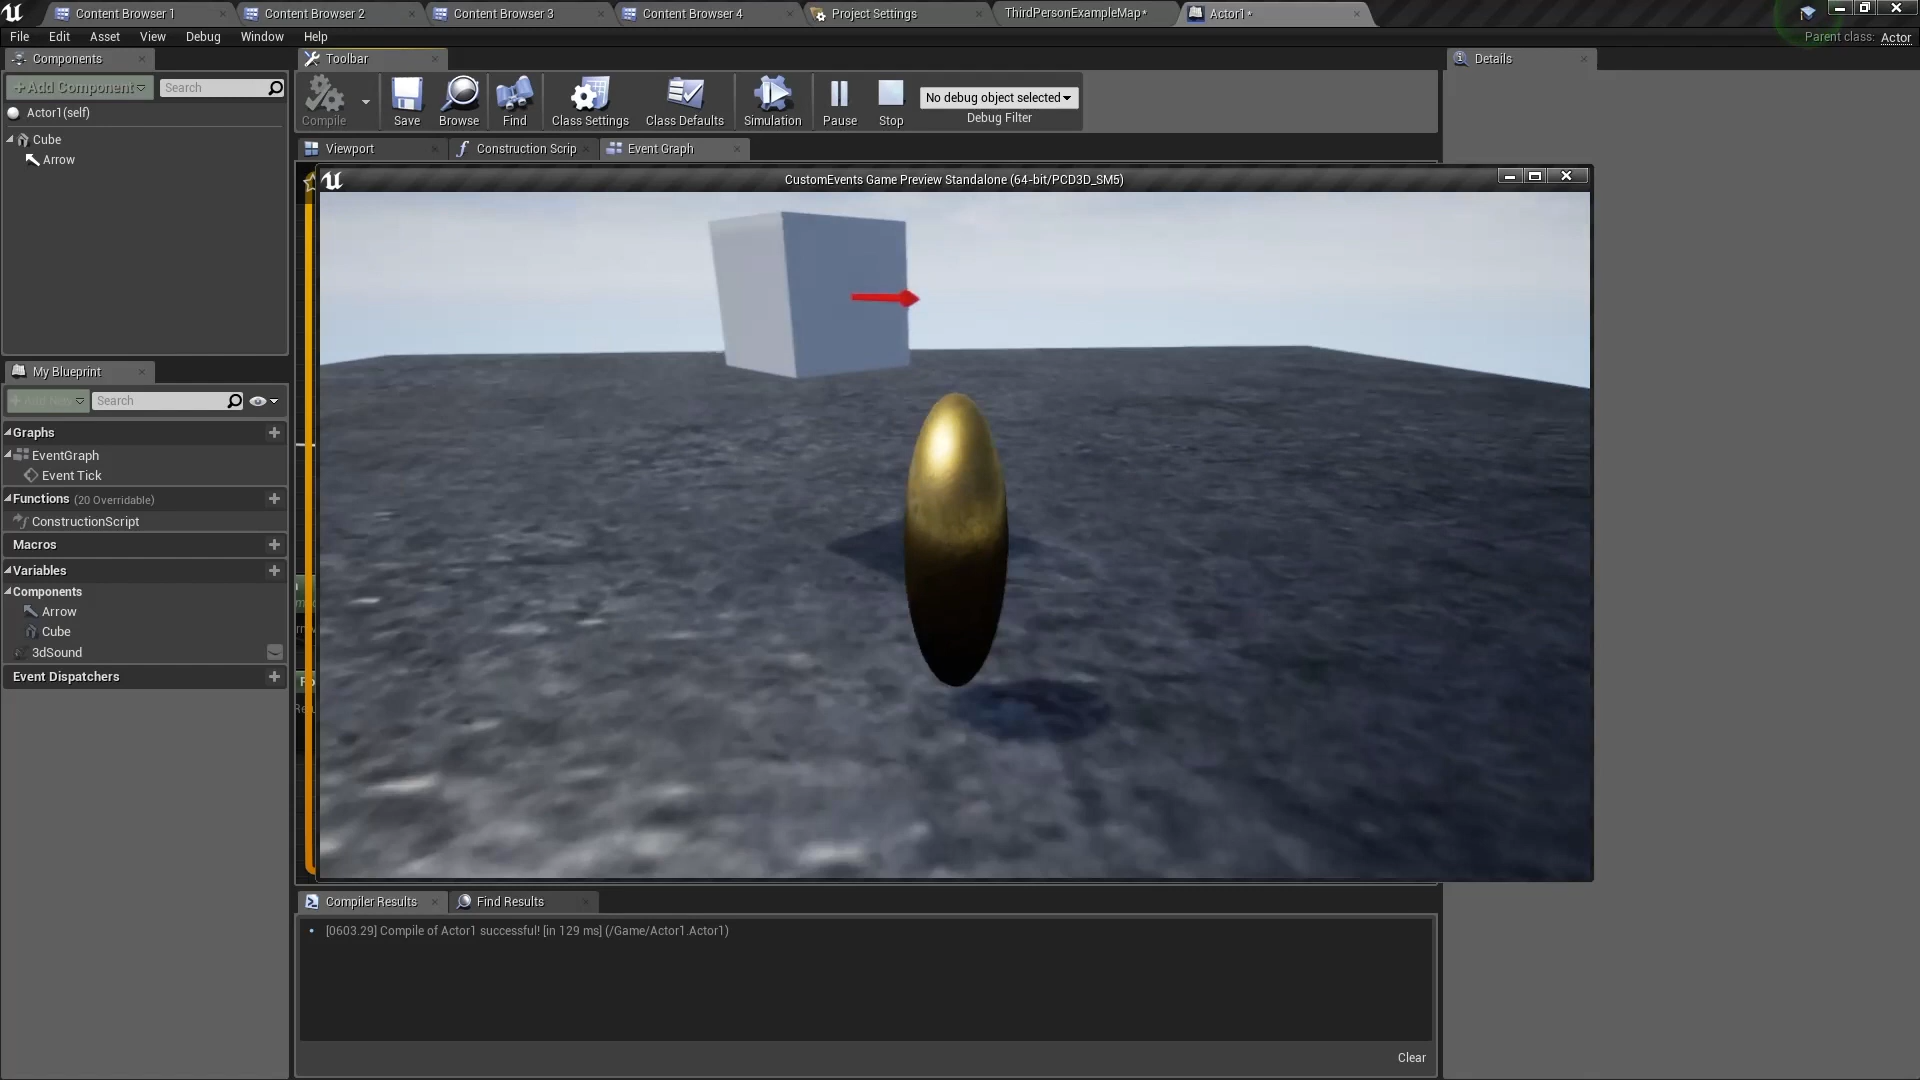 Content Browser 1
Content Browser 2
Content Browser 3
Content Browser 4
Project Settings
ThirdPersonExampleMap*
Actor1*
File Edit Asset View Debug Window Help
Parent class: Actor
Components
Toolbar
Details
+Add Component
Search
Actor1(self)
Cube
Arrow
Compile
Save
Browse
Find
Class Settings
Class Defaults
Simulation
Pause
Stop
No debug object selected
Debug Filter
Viewport
Construction Scrip
Event Graph
CustomEvents Game Preview Standalone (64-bit/PCD3D_SM5)
My Blueprint
Search
Graphs
EventGraph
Event Tick
Functions (20 Overridable)
ConstructionScript
Macros
Variables
Components
Arrow
Cube
3dSound
Event Dispatchers
Compiler Results
Find Results
[0603.29] Compile of Actor1 successful! [in 129 ms] (/Game/Actor1.Actor1)
Clear